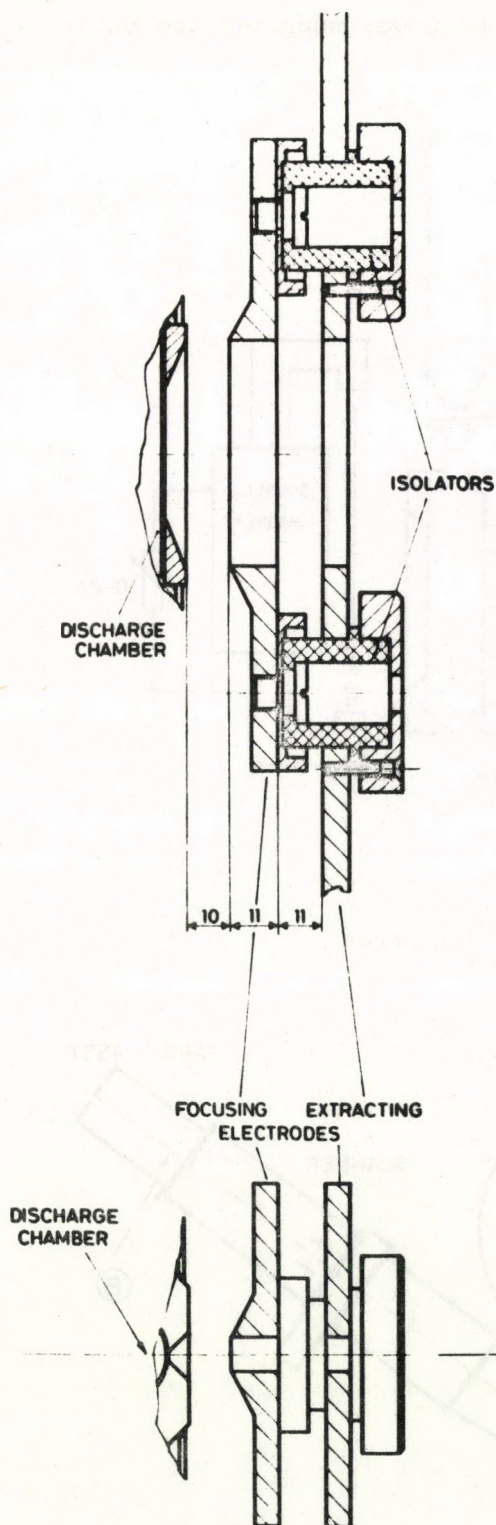 ISOLATORS
DISCHARGE
CHAMBER
10 11 11
FOCUSING EXTRACTING
ELECTRODES
DISCHARGE
CHAMBER